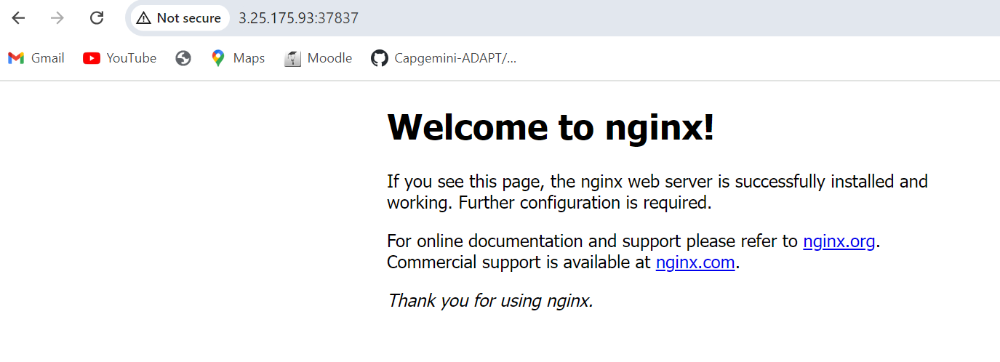 Not secure 3.25.175.93:37837
Gmail YouTube Maps Moodle Capgemini-ADAPT/...
Welcome to nginx!
If you see this page, the nginx web server is successfully installed and
working. Further configuration is required.
For online documentation and support please refer to nginx.org.
Commercial support is available at nginx.com.
Thank you for using nginx.